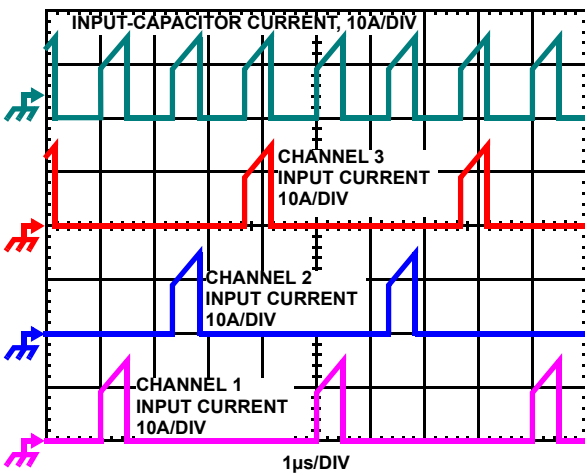 INPUT-CAPACITOR CURRENT, 10A/DIV
CHANNEL 3
INPUT CURRENT
10A/DIV
CHANNEL 2
INPUT CURRENT
10A/DIV
CHANNEL 1
INPUT CURRENT
10A/DIV
1µs/DIV